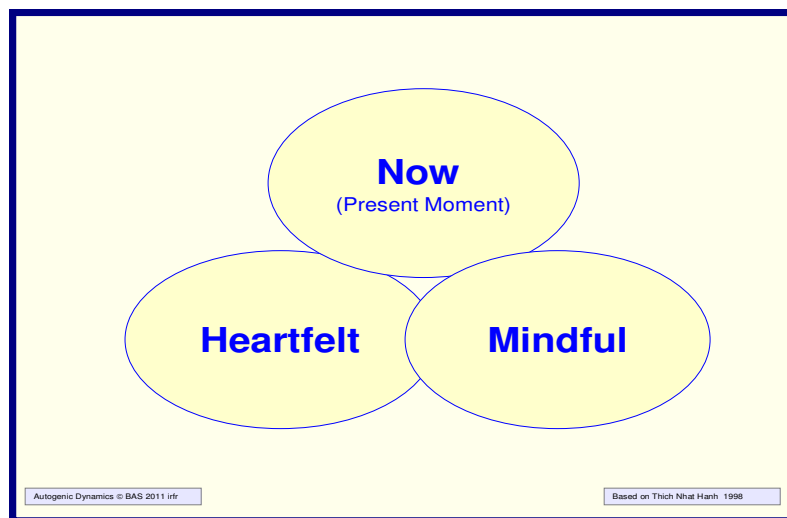 Now
(Present Moment)
Heartfelt
Mindful
Autogenic Dynamics © BAS 2011 irfr
Based on Thich Nhat Hanh 1998